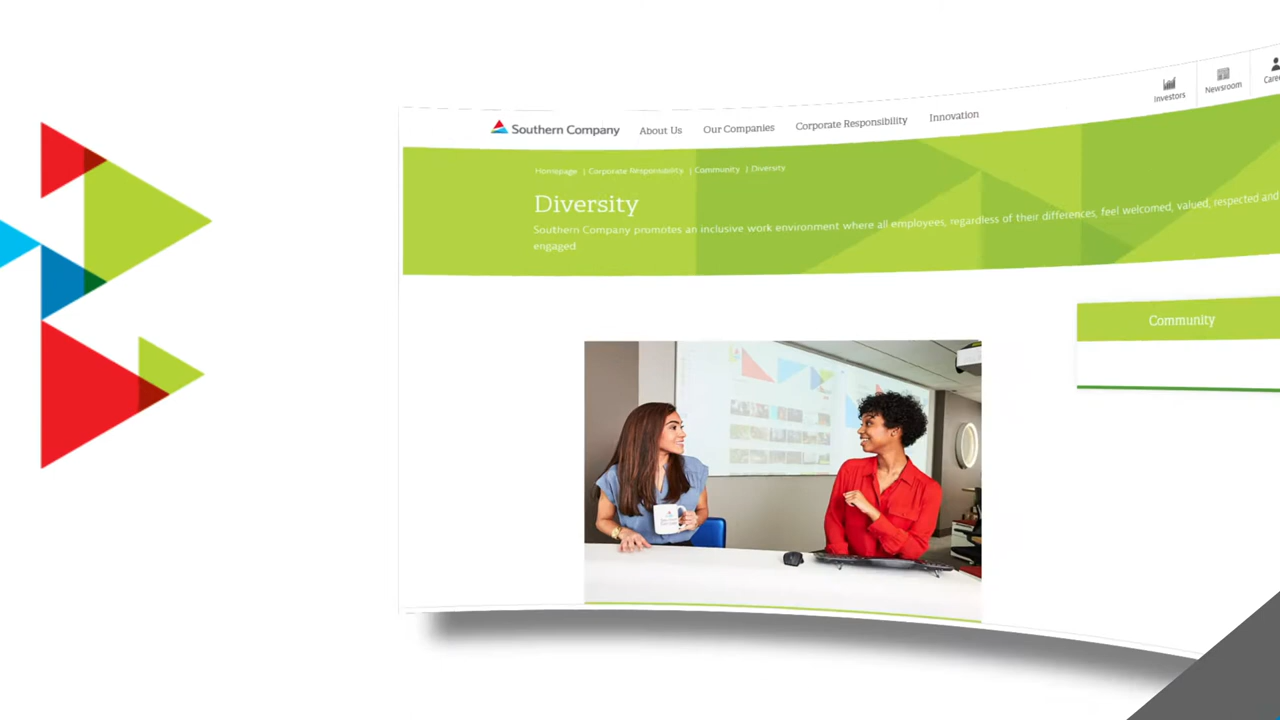 Investors
Newsroom
Southern Company
About Us
Our Companies
Corporate Responsibility
Innovation
Homepage | Corporate Responsibility | Community | Diversity
Diversity
Southern Company promotes an inclusive work environment where all employees, regardless of their differences, feel welcomed, valued, respected and
engaged.
Community